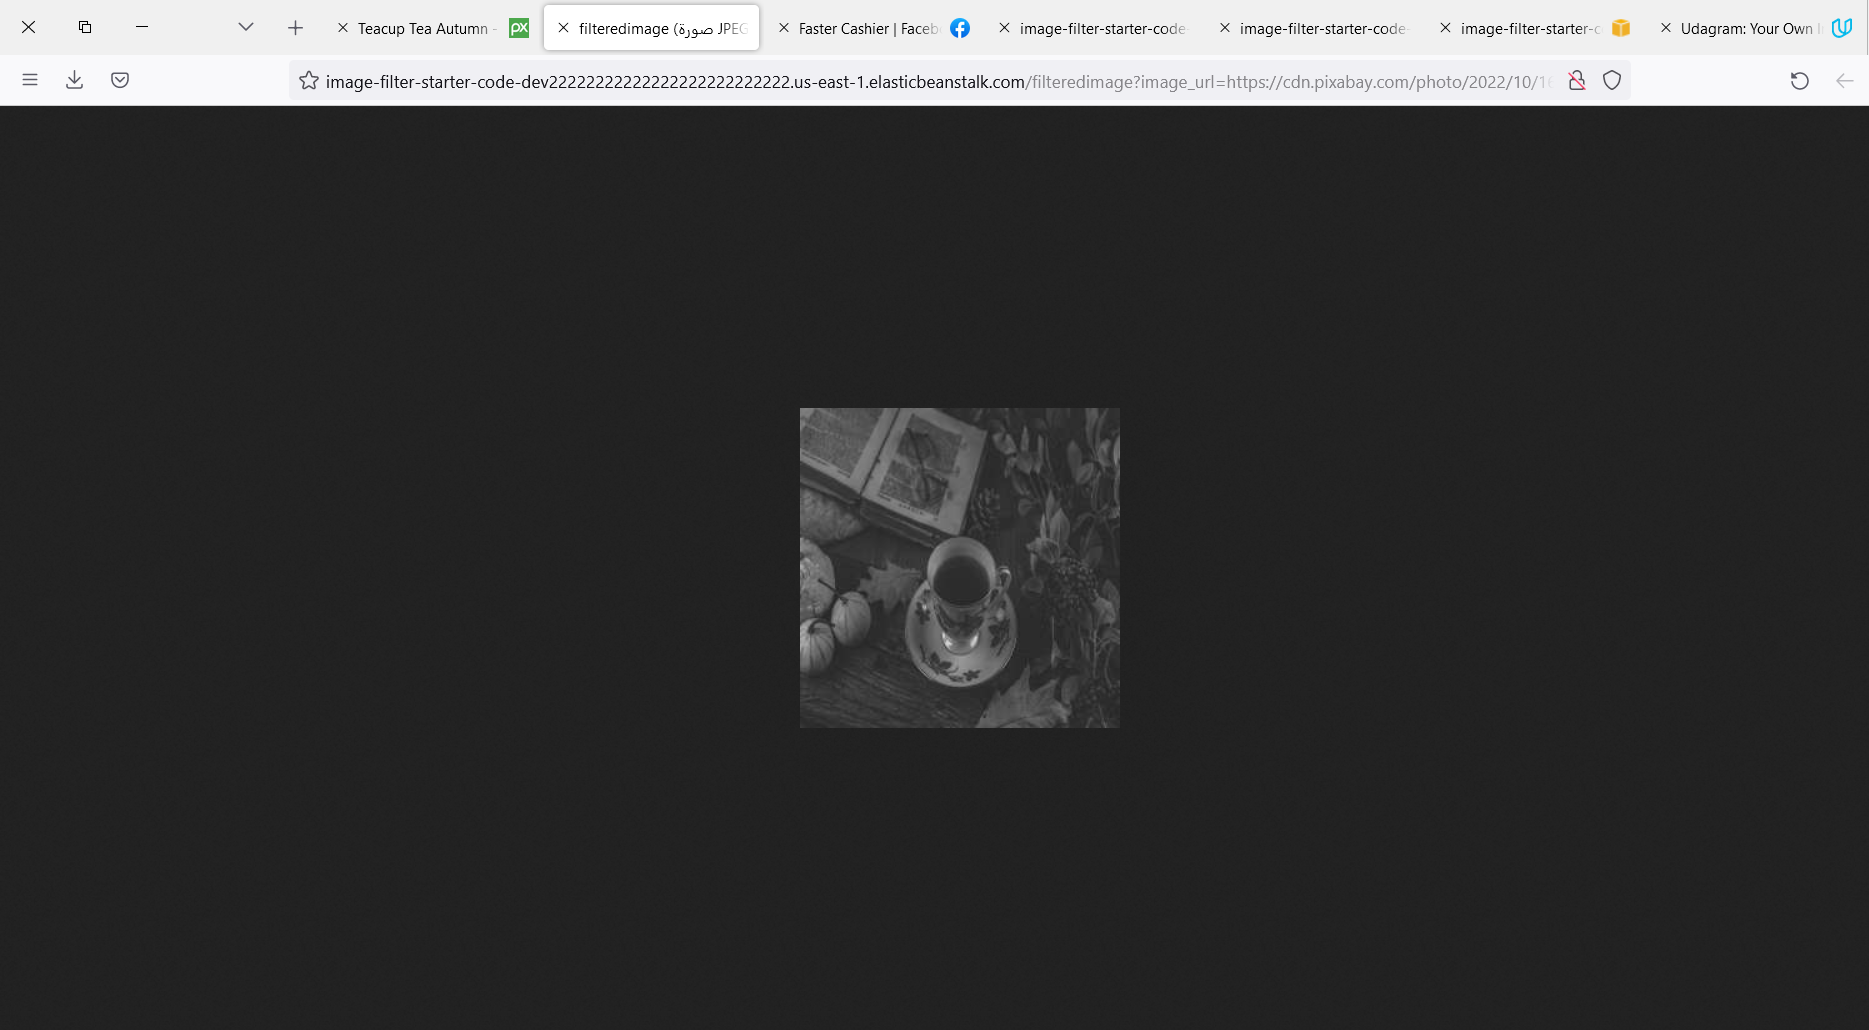 Teacup Tea Autumn -
px
filteredimage (صورة JPEG
Faster Cashier | Faceb
image-filter-starter-code
image-filter-starter-code-
image-filter-starter-c
Udagram: Your Own I
image-filter-starter-code-dev2222222222222222222222222.us-east-1.elasticbeanstalk.com/filteredimage?image_url=https://cdn.pixabay.com/photo/2022/10/16